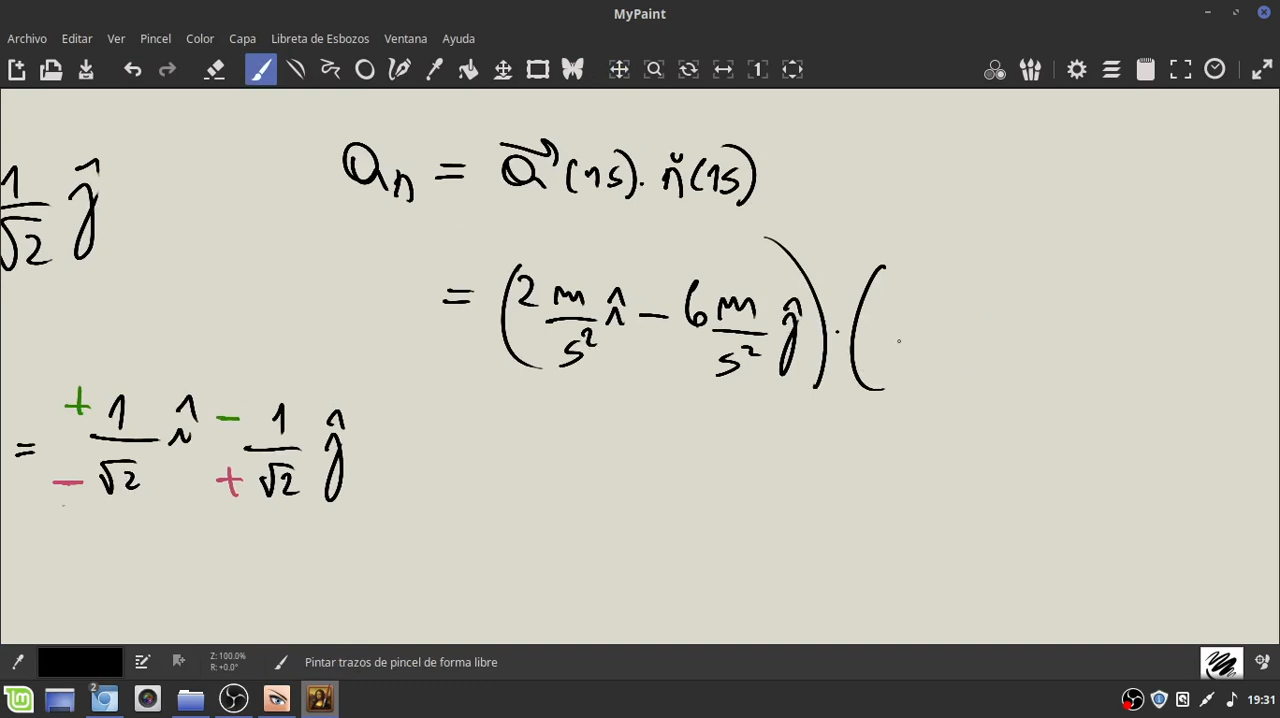 MyPaint
Archivo Editar Ver Pincel Color Capa Libreta de Esbozos Ventana Ayuda
1
1/√2 ĵ
a_n = a⃗(1s). n̆(1s)
= (2 m/s² î − 6 m/s² ĵ) · (
= + − 1/√2 î − + 1/√2 ĵ
Z: 100.0%
R: +0.0°
Pintar trazos de pincel de forma libre
2
19:31